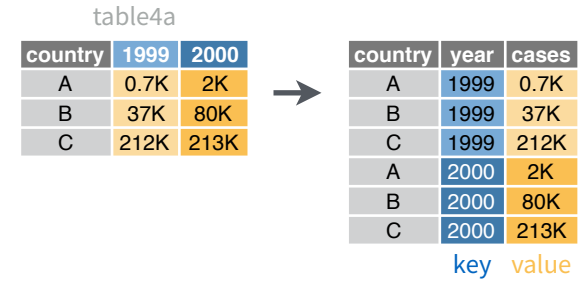 table4a
country 1999 2000
A 0.7K 2K
B 37K 80K
C 212K 213K
country year cases
A 1999 0.7K
B 1999 37K
C 1999 212K
A 2000 2K
B 2000 80K
C 2000 213K
key value